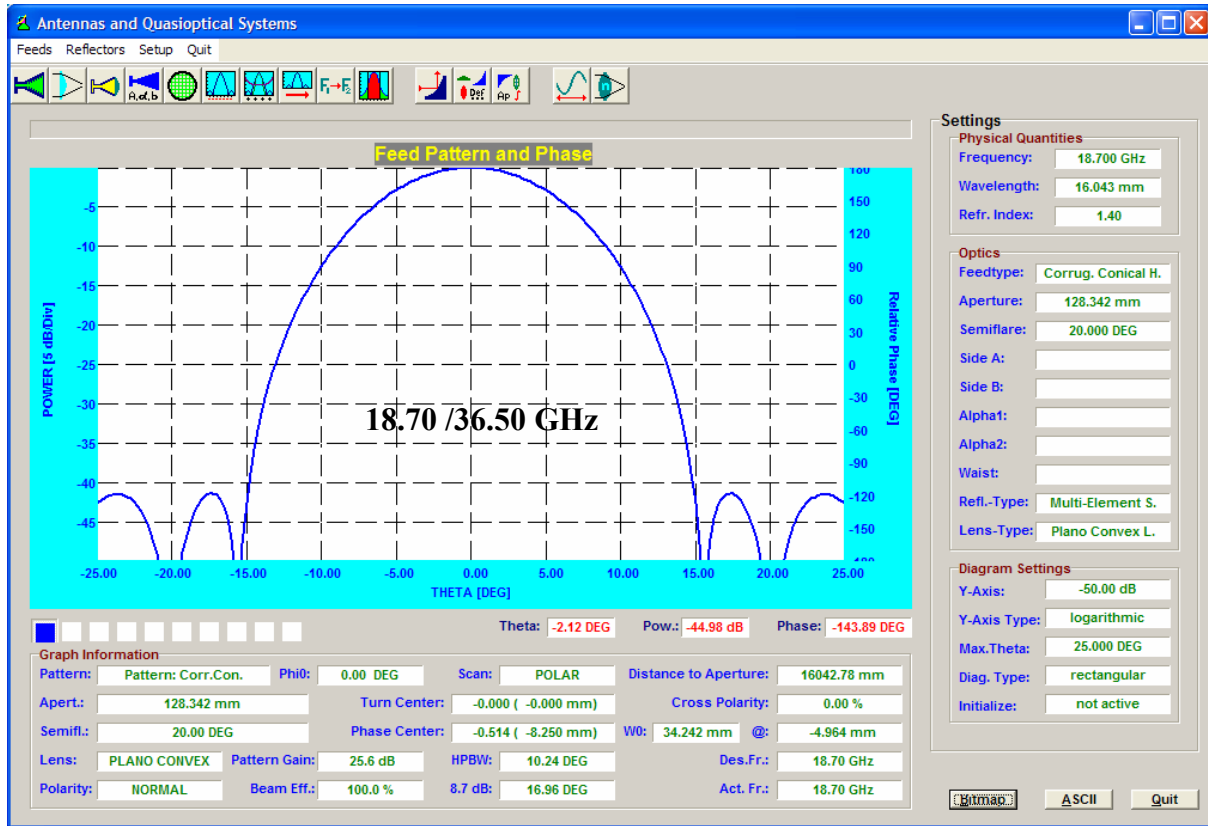 Antennas and Quasioptical Systems
Feeds Reflectors Setup Quit
A,α,b
F₁→F₂
Def
Ap
n
Feed Pattern and Phase
POWER [5 dB/Div]
-5
-10
-15
-20
-25
-30
-35
-40
-45
180
150
120
90
60
30
0
-30
-60
-90
-120
-150
-180
Relative Phase [DEG]
18.70 /36.50 GHz
-25.00 -20.00 -15.00 -10.00 -5.00 0.00 5.00 10.00 15.00 20.00 25.00
THETA [DEG]
Theta: -2.12 DEG Pow.: -44.98 dB Phase: -143.89 DEG
Graph Information
Pattern: Pattern: Corr.Con. Phi0: 0.00 DEG Scan: POLAR Distance to Aperture: 16042.78 mm
Apert.: 128.342 mm Turn Center: -0.000 ( -0.000 mm) Cross Polarity: 0.00 %
Semifl.: 20.00 DEG Phase Center: -0.514 ( -8.250 mm) W0: 34.242 mm @: -4.964 mm
Lens: PLANO CONVEX Pattern Gain: 25.6 dB HPBW: 10.24 DEG Des.Fr.: 18.70 GHz
Polarity: NORMAL Beam Eff.: 100.0 % 8.7 dB: 16.96 DEG Act. Fr.: 18.70 GHz
Settings
Physical Quantities
Frequency: 18.700 GHz
Wavelength: 16.043 mm
Refr. Index: 1.40
Optics
Feedtype: Corrug. Conical H.
Aperture: 128.342 mm
Semiflare: 20.000 DEG
Side A:
Side B:
Alpha1:
Alpha2:
Waist:
Refl.-Type: Multi-Element S.
Lens-Type: Plano Convex L.
Diagram Settings
Y-Axis: -50.00 dB
Y-Axis Type: logarithmic
Max.Theta: 25.000 DEG
Diag. Type: rectangular
Initialize: not active
Bitmap ASCII Quit